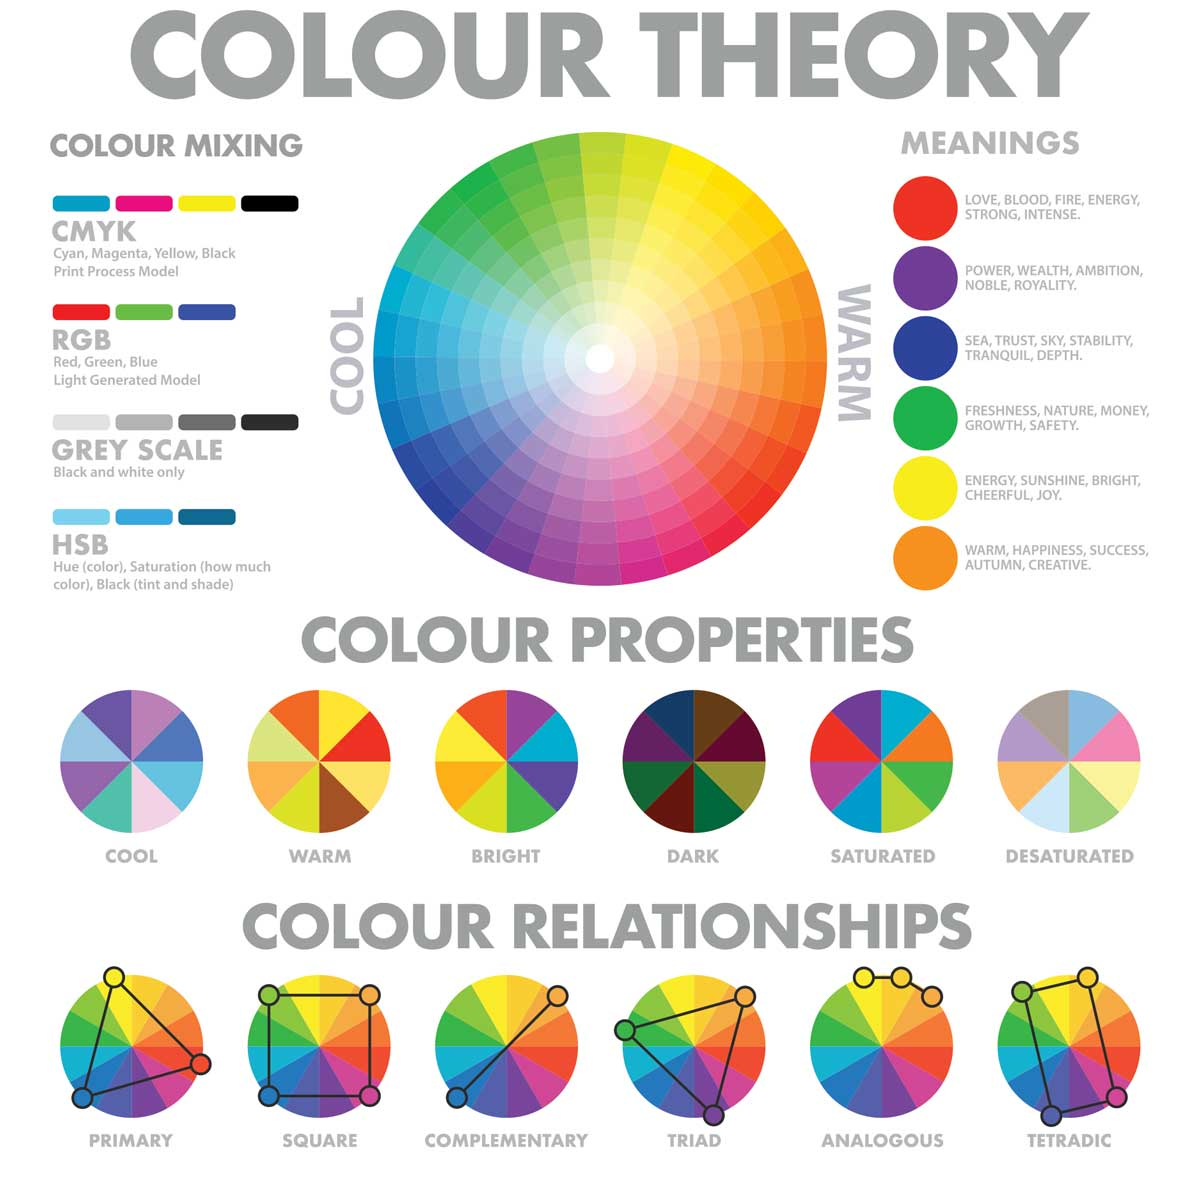 COLOUR THEORY
COLOUR MIXING
CMYK
Cyan, Magenta, Yellow, Black
Print Process Model
RGB
Red, Green, Blue
Light Generated Model
GREY SCALE
Black and white only
HSB
Hue (color), Saturation (how much
color), Black (tint and shade)
COOL
WARM
MEANINGS
LOVE, BLOOD, FIRE, ENERGY,
STRONG, INTENSE.
POWER, WEALTH, AMBITION,
NOBLE, ROYALITY.
SEA, TRUST, SKY, STABILITY,
TRANQUIL, DEPTH.
FRESHNESS, NATURE, MONEY,
GROWTH, SAFETY.
ENERGY, SUNSHINE, BRIGHT,
CHEERFUL, JOY.
WARM, HAPPINESS, SUCCESS,
AUTUMN, CREATIVE.
COLOUR PROPERTIES
COOL
WARM
BRIGHT
DARK
SATURATED
DESATURATED
COLOUR RELATIONSHIPS
PRIMARY
SQUARE
COMPLEMENTARY
TRIAD
ANALOGOUS
TETRADIC